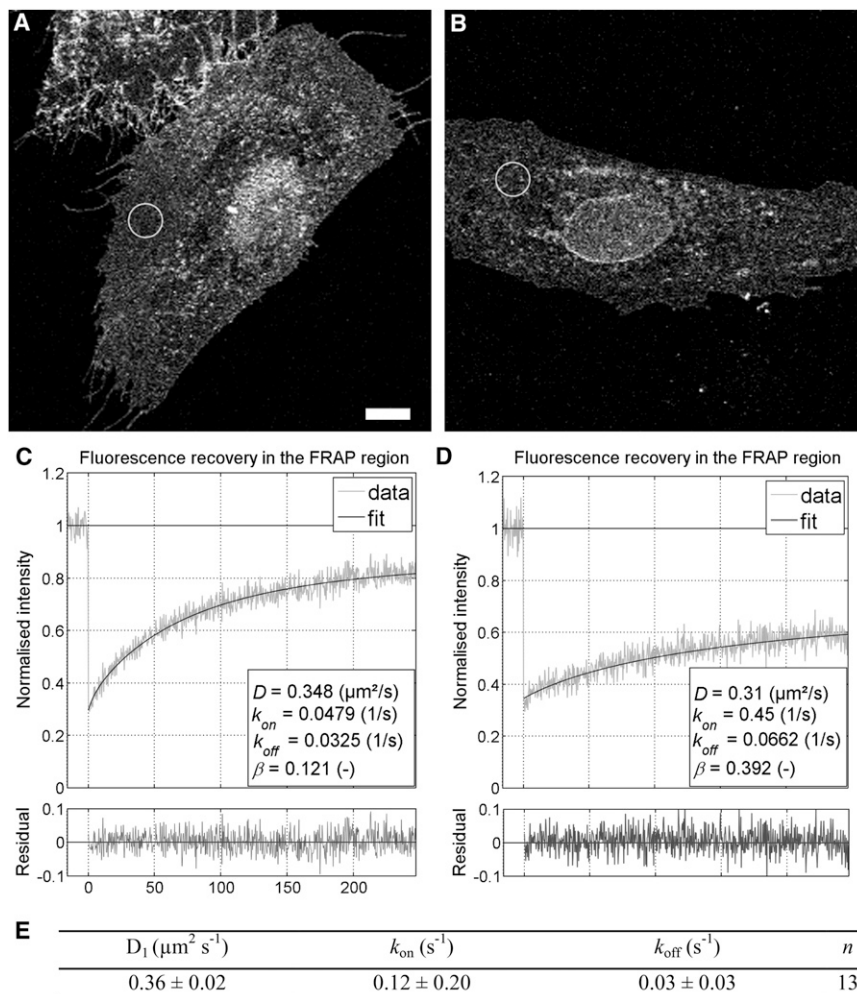 A
B
C
Fluorescence recovery in the FRAP region
1.2
1
0.8
0.6
0.4
0.2
0
Normalised intensity
data
fit
D = 0.348 (µm²/s)
k_on = 0.0479 (1/s)
k_off = 0.0325 (1/s)
β = 0.121 (-)
0.1
0
-0.1
Residual
0 50 100 150 200
D
Fluorescence recovery in the FRAP region
1.2
1
0.8
0.6
0.4
0.2
0
Normalised intensity
data
fit
D = 0.31 (µm²/s)
k_on = 0.45 (1/s)
k_off = 0.0662 (1/s)
β = 0.392 (-)
0.1
0
-0.1
Residual
E
D₁ (µm² s⁻¹) k_on (s⁻¹) k_off (s⁻¹) n
0.36 ± 0.02 0.12 ± 0.20 0.03 ± 0.03 13